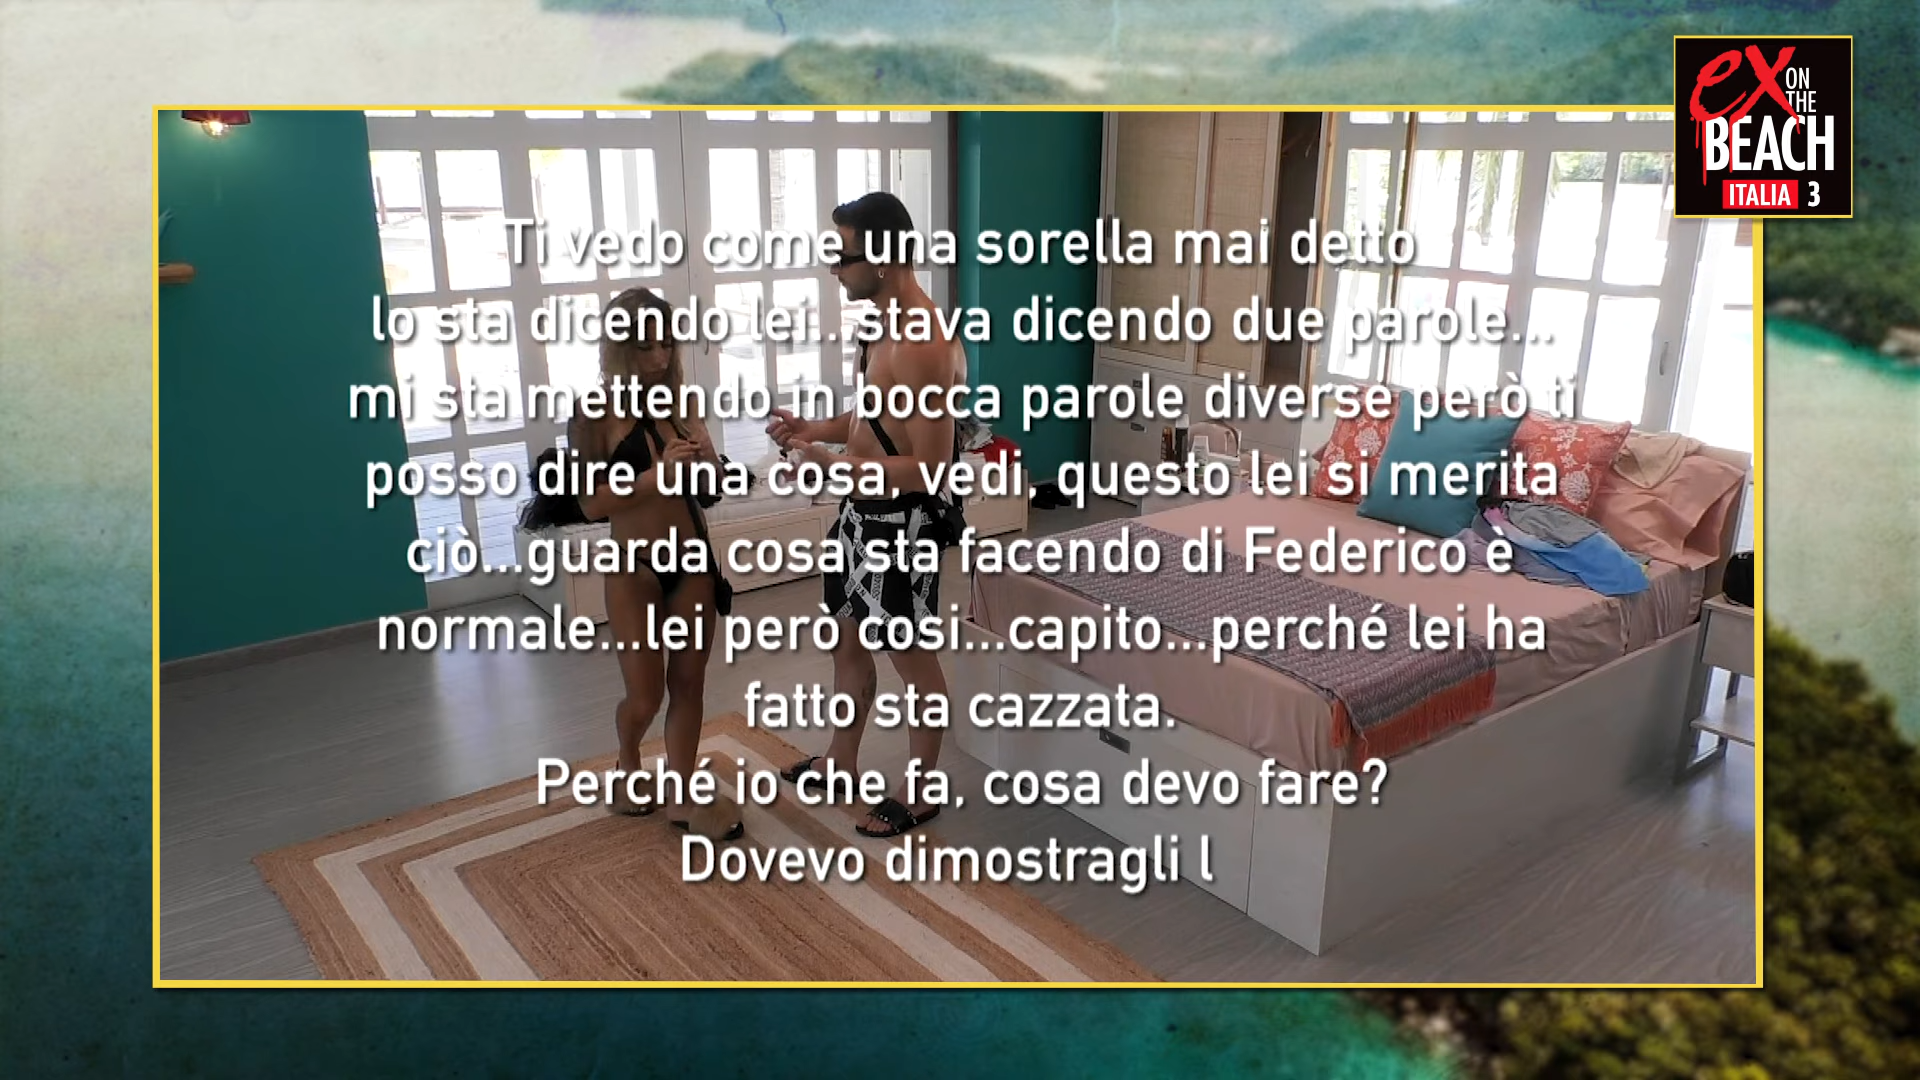 ex
ON
THE
BEACH
ITALIA 3
Ti vedo come una sorella mai detto
lo sta dicendo lei...stava dicendo due parole...
mi sta mettendo in bocca parole diverse però ti
posso dire una cosa, vedi, questo lei si merita
ciò...guarda cosa sta facendo di Federico è
normale...lei però cosi...capito...perché lei ha
fatto sta cazzata.
Perché io che fa, cosa devo fare?
Dovevo dimostragli l